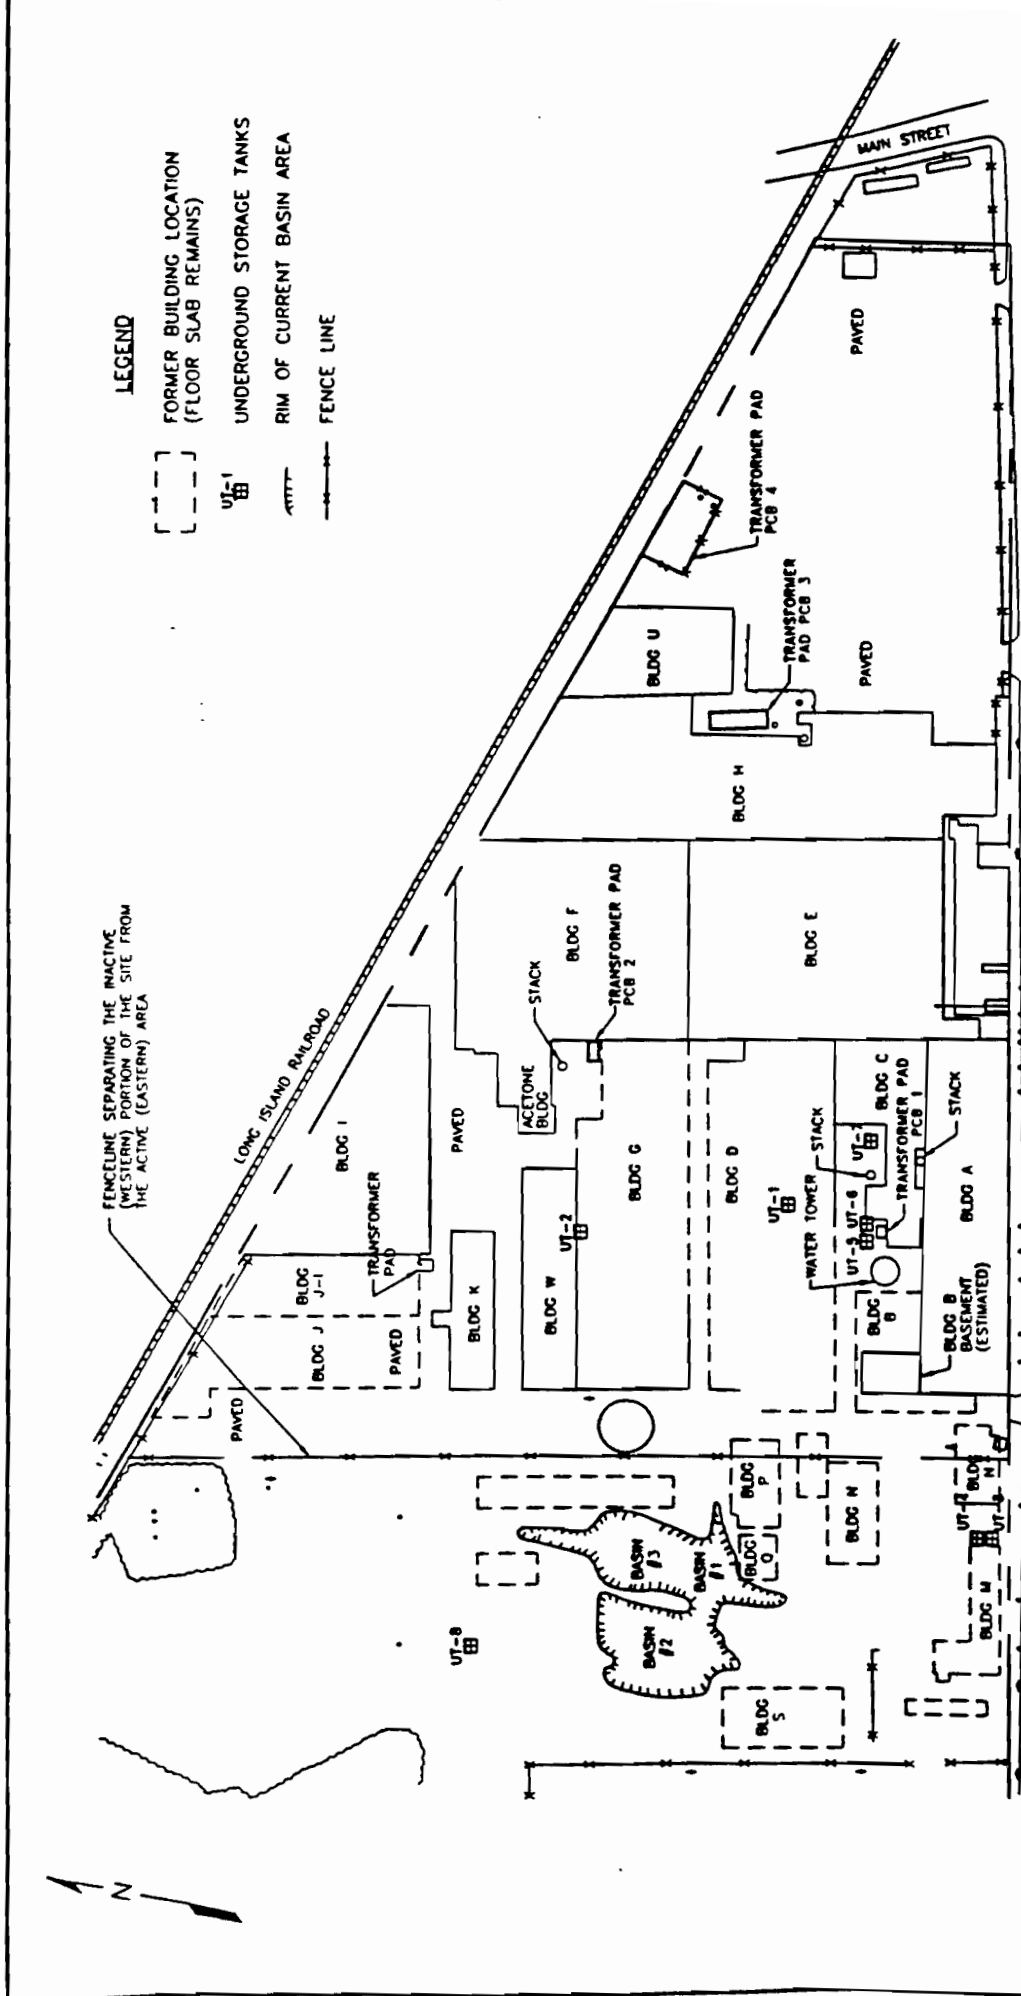 LEGEND
FORMER BUILDING LOCATION
(FLOOR SLAB REMAINS)
UT-1
UNDERGROUND STORAGE TANKS
RIM OF CURRENT BASIN AREA
FENCE LINE
FENCELINE SEPARATING THE INACTIVE
(WESTERN) PORTION OF THE SITE FROM
THE ACTIVE (EASTERN) AREA
LONG ISLAND RAILROAD
MAIN STREET
N
PAVED
BLDG J
BLDG
J-1
PAVED
TRANSFORMER
PAD
BLDG I
PAVED
BLDG K
BLDG W
UT-2
ACETONE
BLDG
STACK
BLDG F
TRANSFORMER PAD
PCB 2
BLDG G
BLDG D
UT-1
BLDG E
BLDG H
BLDG U
TRANSFORMER
PAD PCB 3
TRANSFORMER PAD
PCB 4
PAVED
PAVED
WATER TOWER
STACK
UT-5
UT-6
UT-7
BLDG C
TRANSFORMER PAD
PCB 1
STACK
BLDG A
BLDG
B
BLDG B
BASEMENT
(ESTIMATED)
UT-8
BASIN
#3
BASIN
#1
BASIN
#2
BLDG
P
BLDG
O
BLDG N
BLDG
S
BLDG M
BLDG